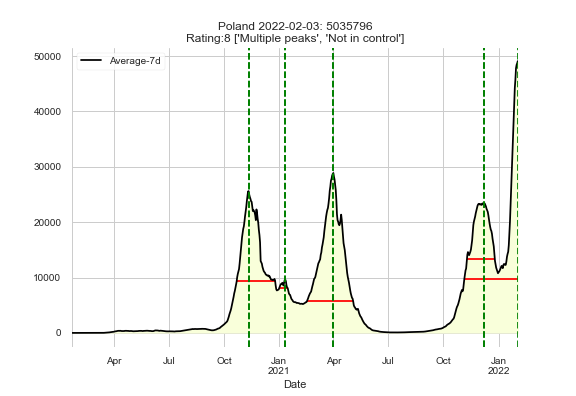 Poland 2022-02-03: 5035796
Rating:8 ['Multiple peaks', 'Not in control']
Average-7d
50000
40000
30000
20000
10000
0
Apr
Jul
Oct
Jan
2021
Apr
Jul
Oct
Jan
2022
Date